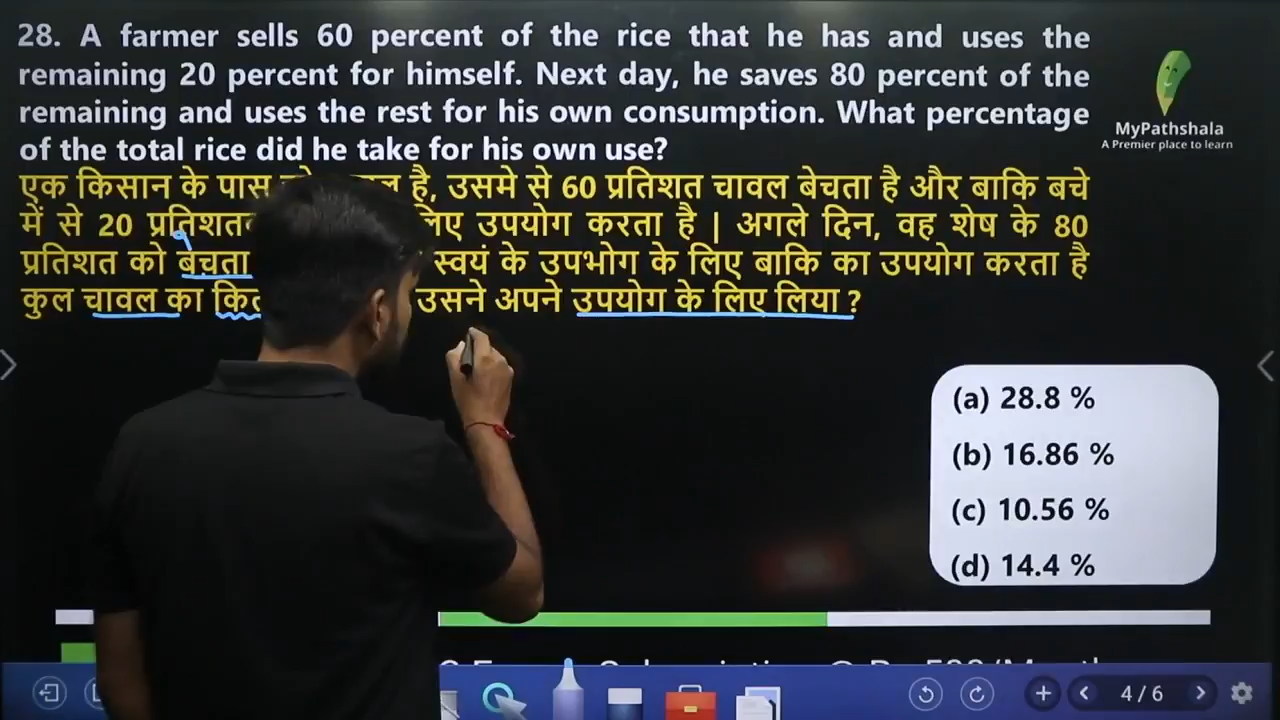 28. A farmer sells 60 percent of the rice that he has and uses the
remaining 20 percent for himself. Next day, he saves 80 percent of the
remaining and uses the rest for his own consumption. What percentage
of the total rice did he take for his own use?
MyPathshala
A Premier place to learn
एक किसान के पास है, उसमे से 60 प्रतिशत चावल बेचता है और बाकि बचे
में से 20 लिए उपयोग करता है | अगले दिन, वह शेष के 80
प्रतिशत को बेचता स्वयं के उपभोग के लिए बाकि का उपयोग करता है
कुल चावल का उसने अपने उपयोग के लिए लिया ?
(a) 28.8 %
(b) 16.86 %
(c) 10.56 %
(d) 14.4 %
4 / 6